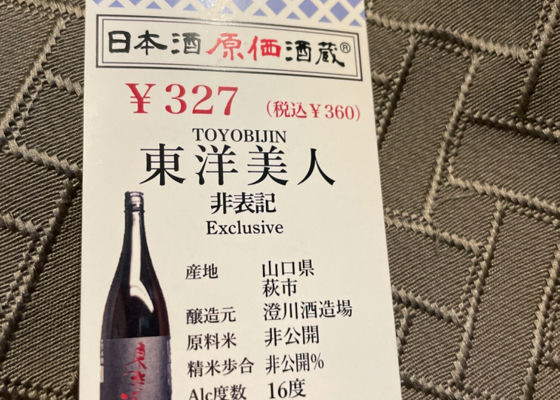 日本酒原価酒蔵®
￥327 (税込￥360)
TOYOBIJIN
東洋美人
非表記
Exclusive
産地 山口県
萩市
醸造元 澄川酒造場
原料米 非公開
精米歩合 非公開%
Alc度数 16度